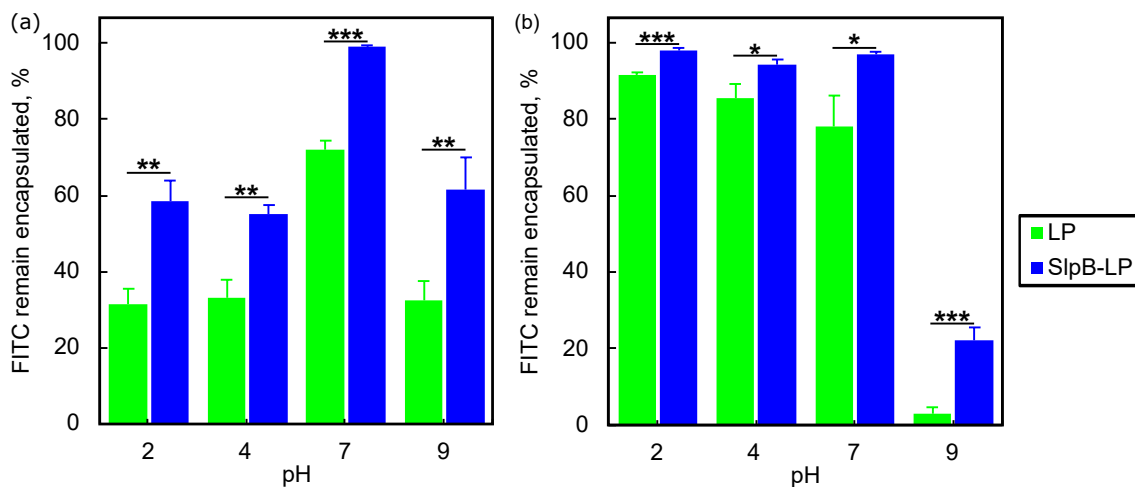 (a)
FITC remain encapsulated, %
100
80
60
40
20
0
**
**
***
**
2 4 7 9
pH
(b)
FITC remain encapsulated, %
100
80
60
40
20
0
***
*
*
***
2 4 7 9
pH
LP
SlpB-LP